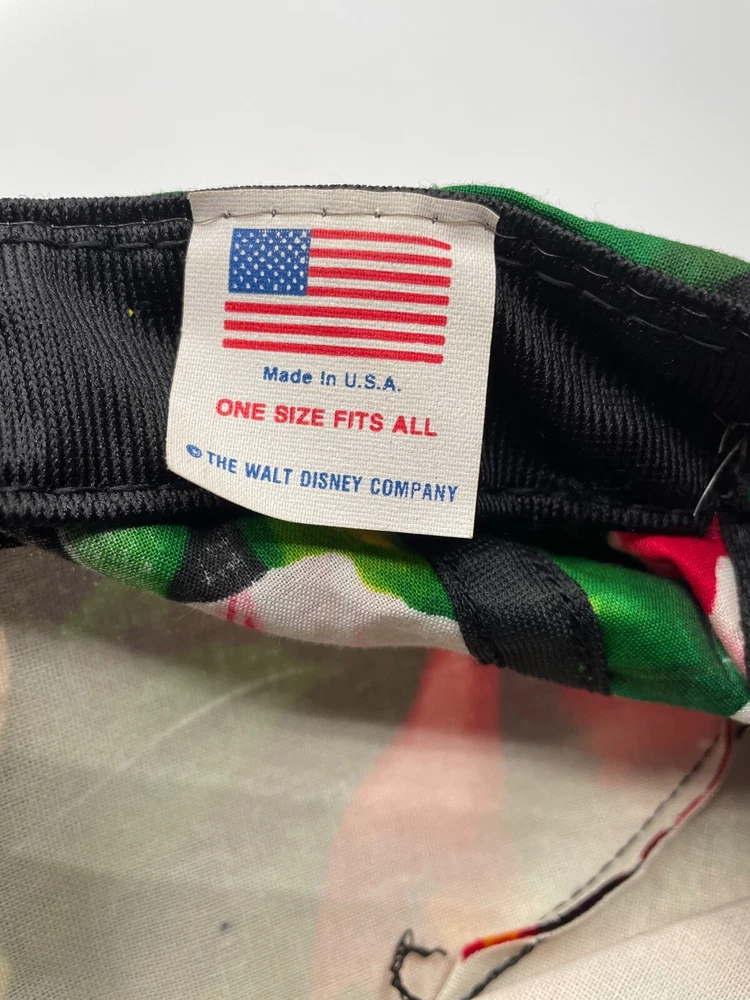 Made In U.S.A.
ONE SIZE FITS ALL
© THE WALT DISNEY COMPANY